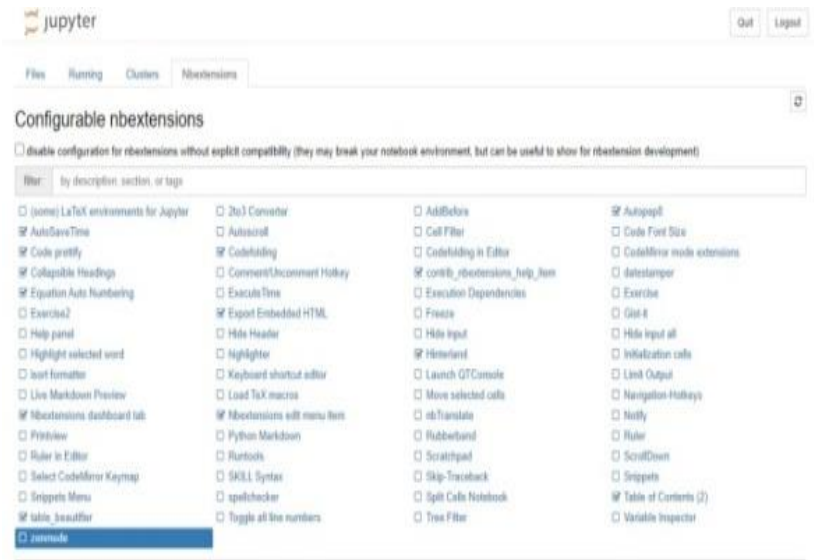 jupyter
Quit Logout
Files Running Clusters Nbextensions
Configurable nbextensions
disable configuration for nbextensions without explicit compatibility (they may break your notebook environment, but can be useful to show for nbextension development)
filter: by description, section, or tags
(some) LaTeX environments for Jupyter 2to3 Converter AddBefore Autopep8
AutoSaveTime Autoscroll Cell Filter Code Font Size
Code prettify Codefolding Codefolding in Editor CodeMirror mode extensions
Collapsible Headings Comment/Uncomment Hotkey contrib_nbextensions_help_item datestamper
Equation Auto Numbering ExecuteTime Execution Dependencies Exercise
Exercise2 Export Embedded HTML Freeze Gist-it
Help panel Hide Header Hide input Hide input all
Highlight selected word highlighter Hinterland Initialization cells
isort formatter Keyboard shortcut editor Launch QTConsole Limit Output
Live Markdown Preview Load TeX macros Move selected cells Navigation-Hotkeys
Nbextensions dashboard tab Nbextensions edit menu item nbTranslate Notify
Printview Python Markdown Rubberband Ruler
Ruler in Editor Runtools Scratchpad ScrollDown
Select CodeMirror Keymap SKILL Syntax Skip-Traceback Snippets
Snippets Menu spellchecker Split Cells Notebook Table of Contents (2)
table_beautifier Toggle all line numbers Tree Filter Variable Inspector
zenmode